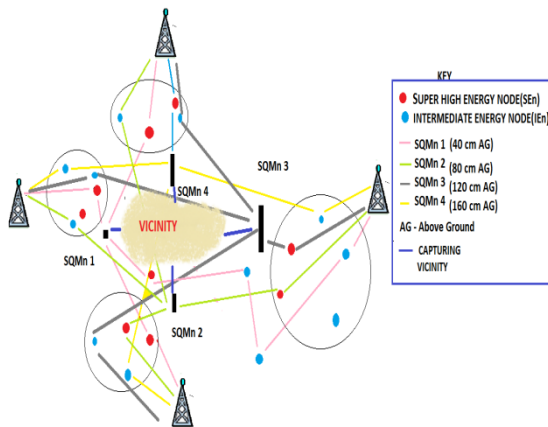 KEY
SUPER HIGH ENERGY NODE(SEn)
INTERMEDIATE ENERGY NODE(IEn)
SQMn 1 (40 cm AG)
SQMn 2 (80 cm AG)
SQMn 3 (120 cm AG)
SQMn 4 (160 cm AG)
AG - Above Ground
CAPTURING
VICINITY
SQMn 3
SQMn 4
VICINITY
SQMn 1
SQMn 2